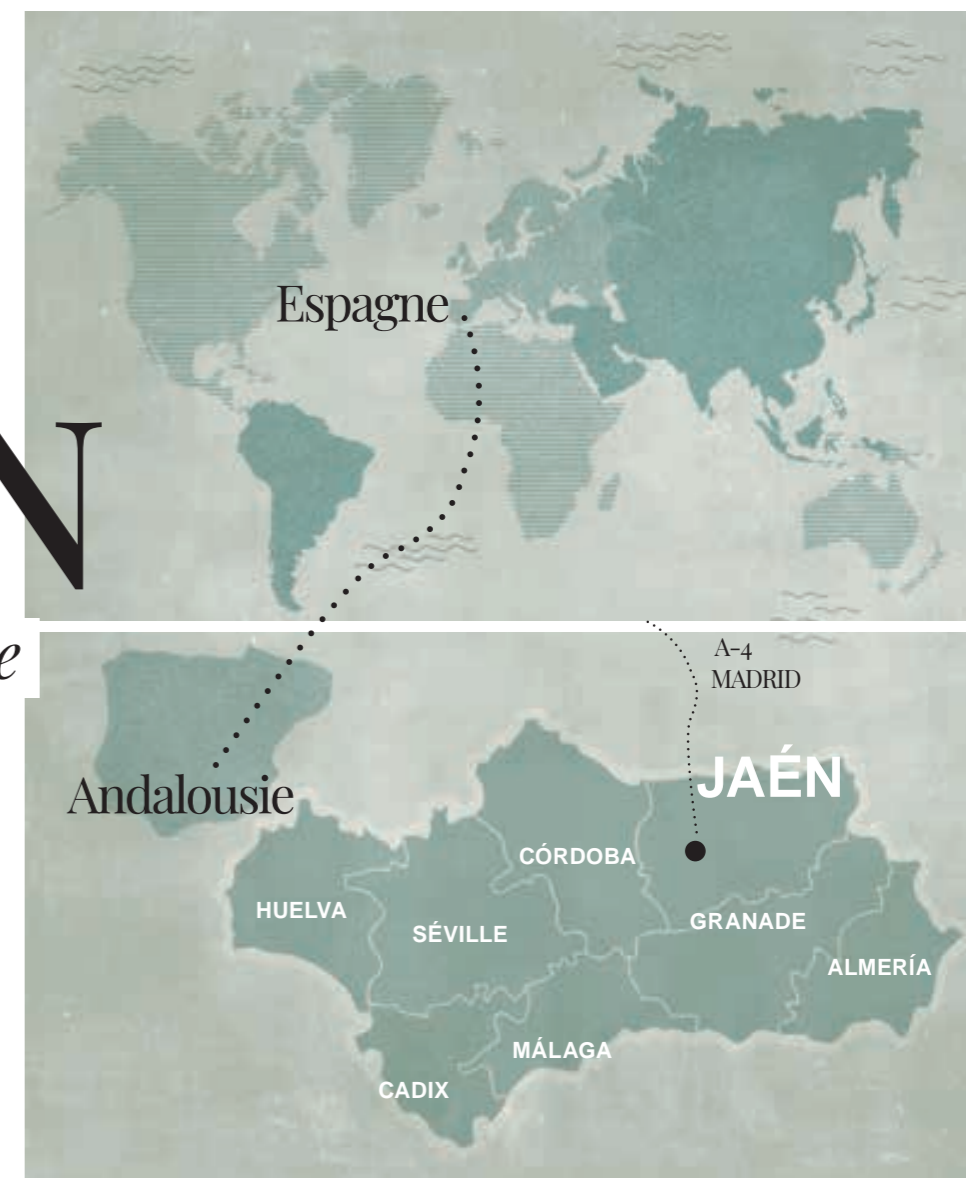 Espagne
N
e
A-4
MADRID
JAÉN
Andalousie
CÓRDOBA
HUELVA
GRANADE
SÉVILLE
ALMERÍA
MÁLAGA
CADIX